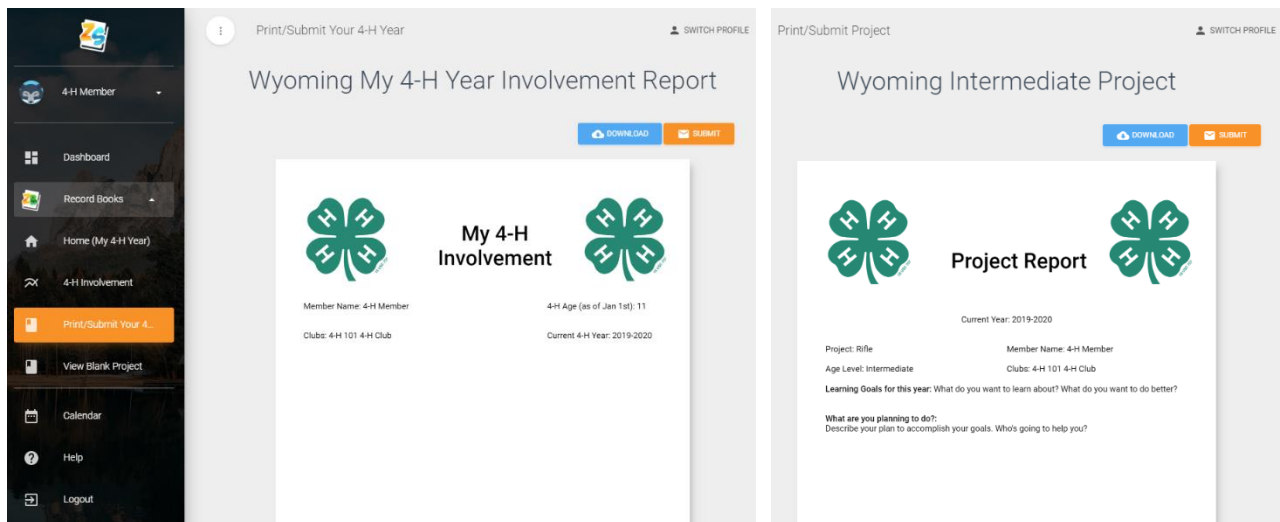 ZS
4-H Member
Dashboard
Record Books
Home (My 4-H Year)
4-H Involvement
Print/Submit Your 4...
View Blank Project
Calendar
Help
Logout
Print/Submit Your 4-H Year
SWITCH PROFILE
Wyoming My 4-H Year Involvement Report
DOWNLOAD
SUBMIT
H H H H
My 4-H
Involvement
H H H H
Member Name: 4-H Member
4-H Age (as of Jan 1st): 11
Clubs: 4-H 101 4-H Club
Current 4-H Year: 2019-2020
Print/Submit Project
SWITCH PROFILE
Wyoming Intermediate Project
DOWNLOAD
SUBMIT
H H H H
Project Report
H H H H
Current Year: 2019-2020
Project: Rifle
Member Name: 4-H Member
Age Level: Intermediate
Clubs: 4-H 101 4-H Club
Learning Goals for this year: What do you want to learn about? What do you want to do better?
What are you planning to do?:
Describe your plan to accomplish your goals. Who's going to help you?